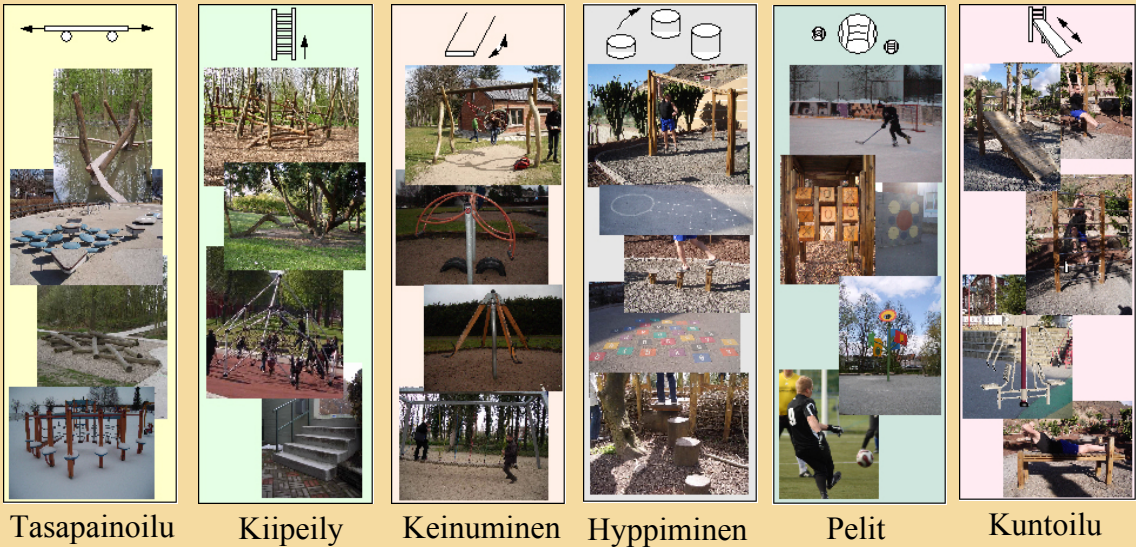 Tasapainoilu
Kiipeily
Keinuminen
Hyppiminen
Pelit
Kuntoilu